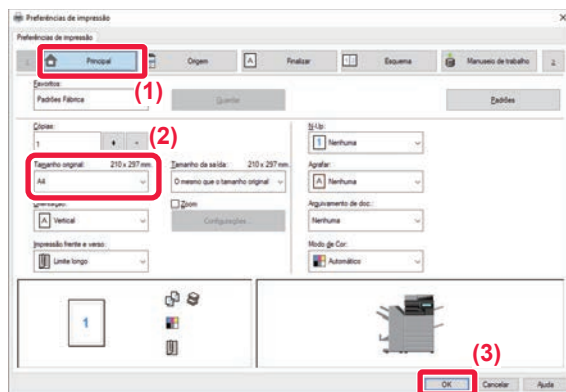 Preferências de impressão
Preferências de impressão
Principal
Origem
Finalizar
Esquema
Manuseio de trabalho
(1)
Favoritos:
Padrões Fábrica
Guardar
Padrões
Cópias:
1
(2)
N-Up:
Nenhuma
Tamanho original: 210 x 297 mm.
A4
Tamanho da saída: 210 x 297 mm.
O mesmo que o tamanho original
Agrafar:
Nenhuma
Orientação:
Vertical
Zoom
Configurações...
Arquivamento de doc.:
Nenhuma
Impressão frente e verso:
Limite longo
Modo de Cor:
Automático
1
(3)
OK
Cancelar
Ajuda